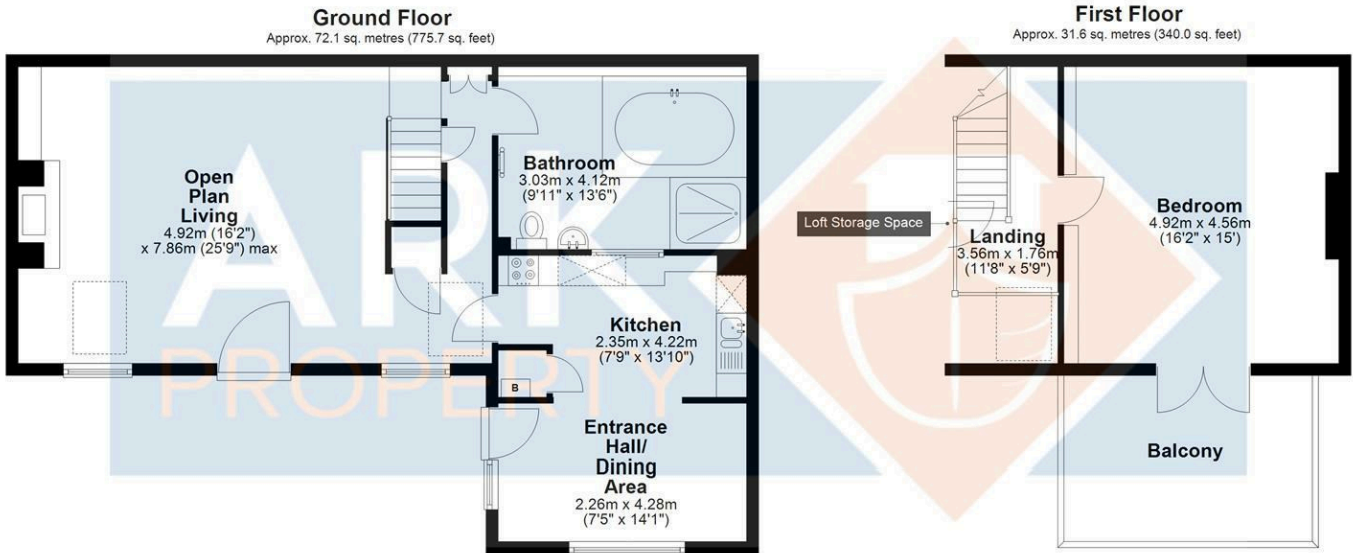 Ground Floor
Approx. 72.1 sq. metres (775.7 sq. feet)
First Floor
Approx. 31.6 sq. metres (340.0 sq. feet)
Open
Plan
Living
4.92m (16'2")
x 7.86m (25'9") max
Bathroom
3.03m x 4.12m
(9'11" x 13'6")
Kitchen
2.35m x 4.22m
(7'9" x 13'10")
B
Entrance
Hall/
Dining
Area
2.26m x 4.28m
(7'5" x 14'1")
Loft Storage Space
Landing
3.56m x 1.76m
(11'8" x 5'9")
Bedroom
4.92m x 4.56m
(16'2" x 15')
Balcony
ARK
PROPERTY